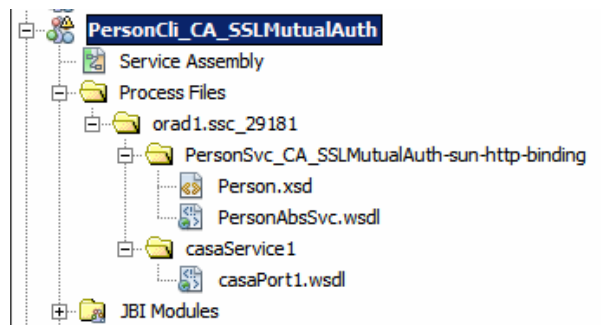 PersonCli_CA_SSLMutualAuth
Service Assembly
Process Files
orad1.ssc_29181
PersonSvc_CA_SSLMutualAuth-sun-http-binding
Person.xsd
PersonAbsSvc.wsdl
casaService1
casaPort1.wsdl
JBI Modules